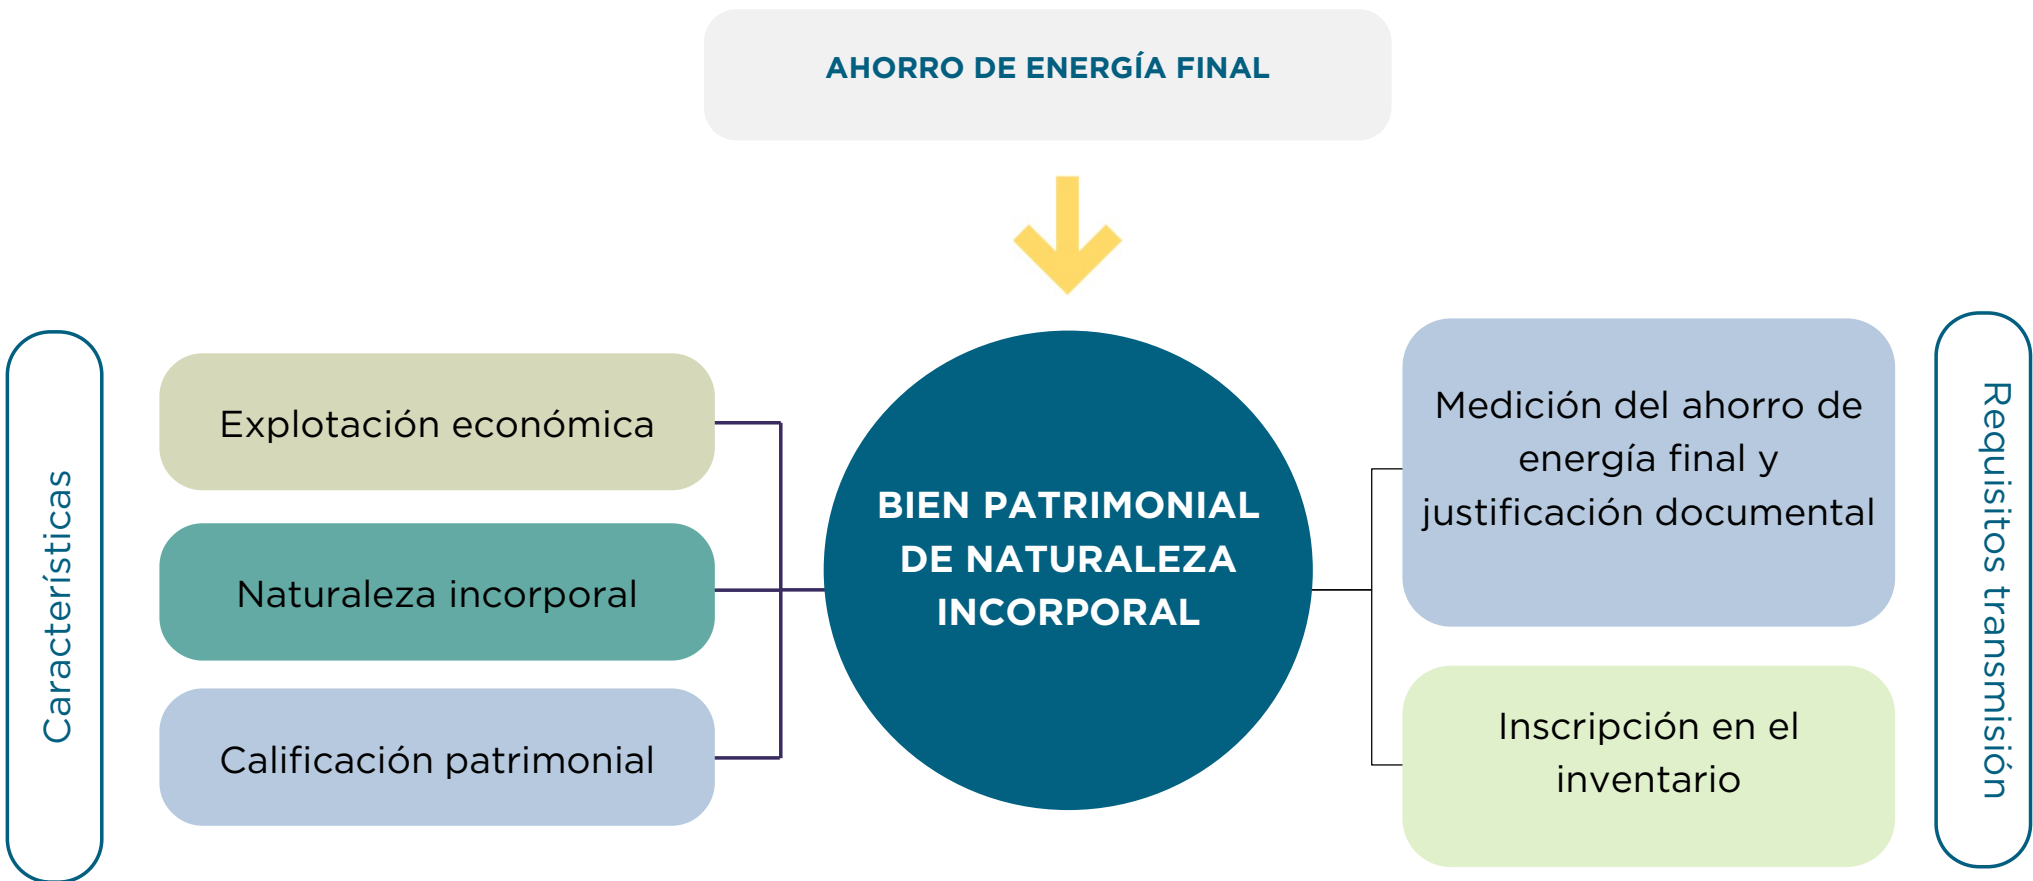 AHORRO DE ENERGÍA FINAL
Características
Explotación económica
Naturaleza incorporal
Calificación patrimonial
BIEN PATRIMONIAL
DE NATURALEZA
INCORPORAL
Medición del ahorro de
energía final y
justificación documental
Inscripción en el
inventario
Requisitos transmisión